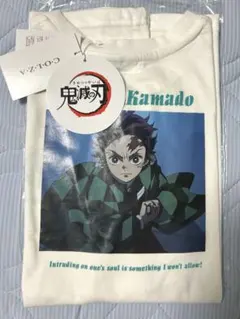 C·O·L·Z·A
鬼滅の刃
Kamado
Intruding on one's soul is something I won't allow!